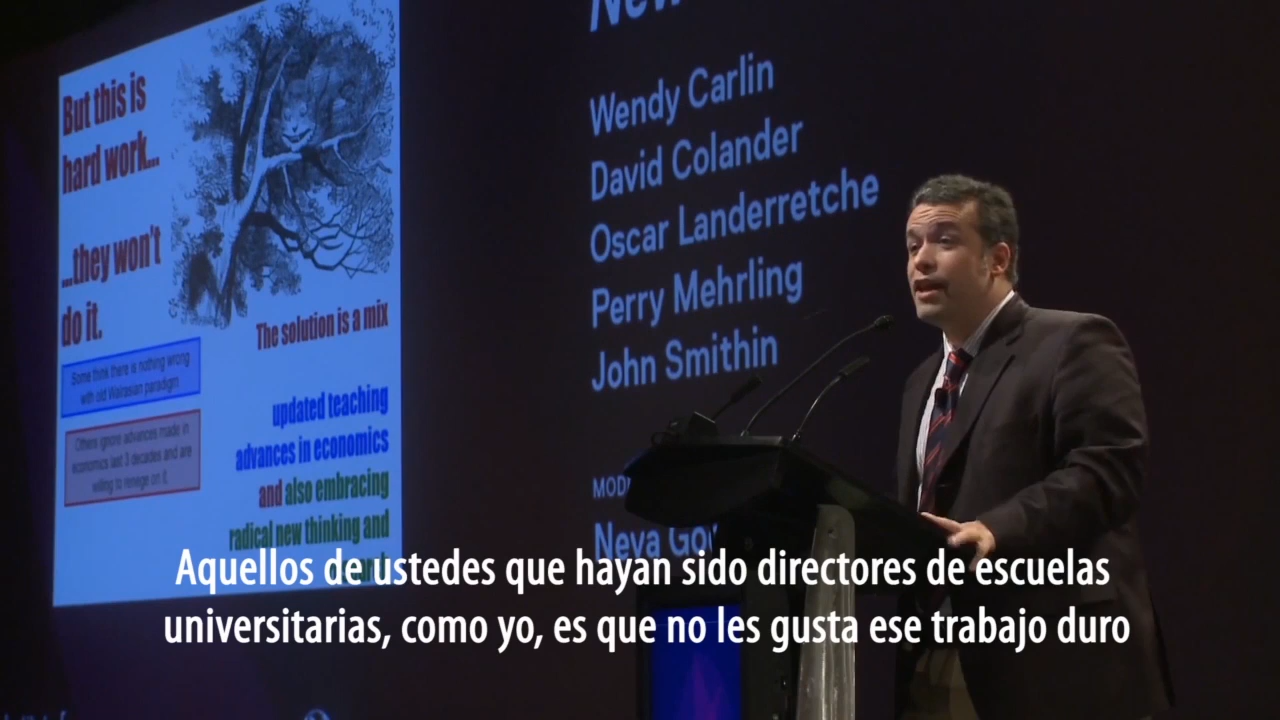 But this is
hard work...
...they won't
do it.
The solution is a mix
Some think there is nothing wrong
with old Walrasian paradigm
Others ignore advances made in
economics last 3 decades and are
willing to renege on it.
updated teaching
advances in economics
and also embracing
radical new thinking and
Wendy Carlin
David Colander
Oscar Landerretche
Perry Mehrling
John Smithin
Neva
Aquellos de ustedes que hayan sido directores de escuelas
universitarias, como yo, es que no les gusta ese trabajo duro